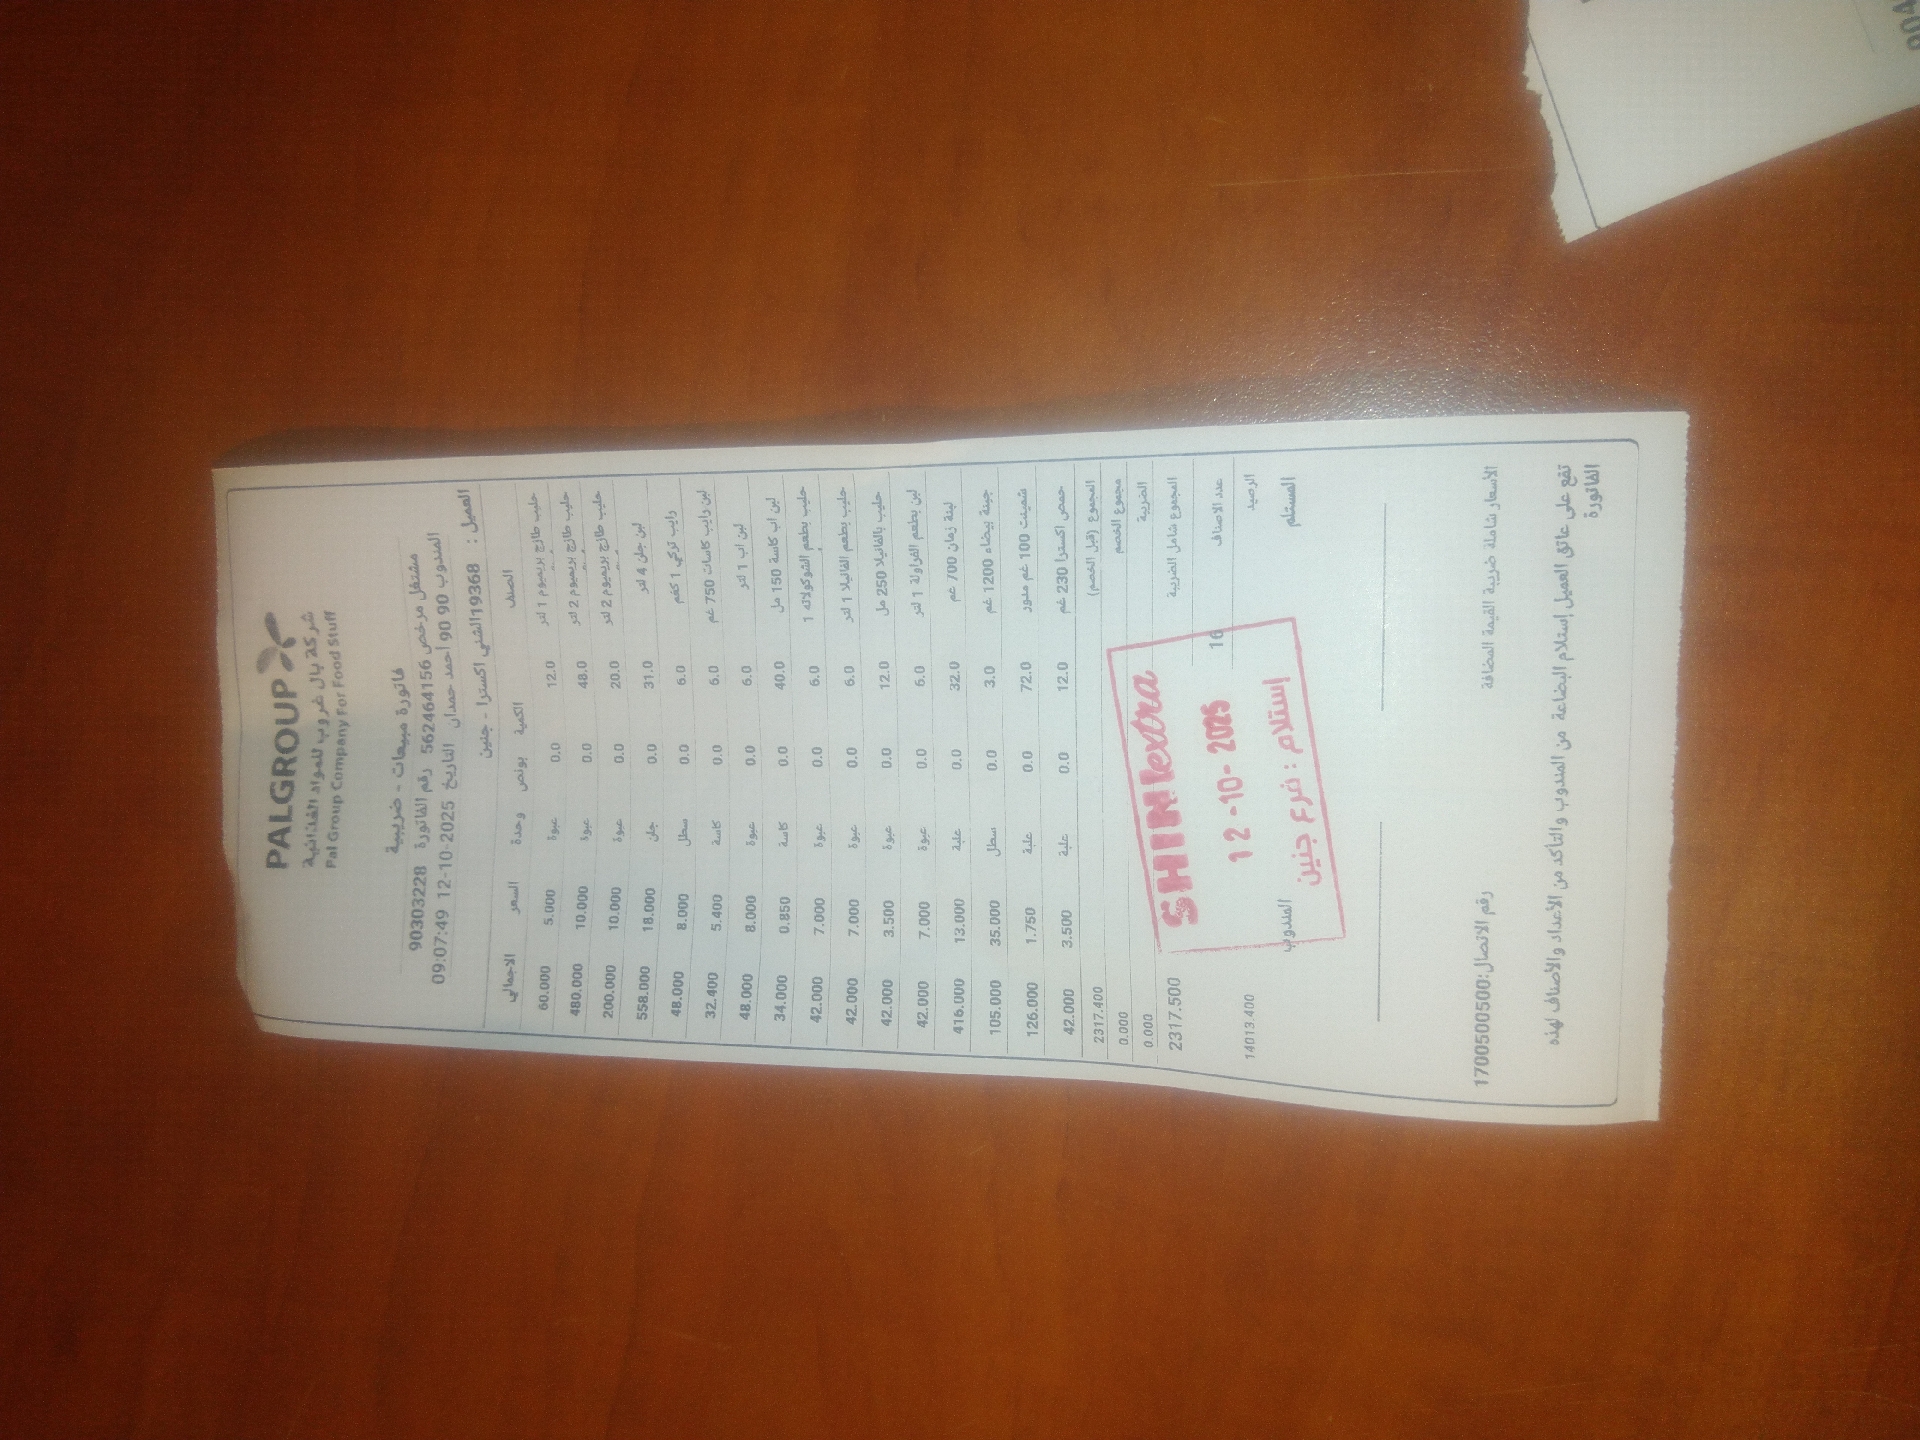 PALGROUP
شركة بال غروب للمواد الغذائية
Pal Group Company For Food Stuff
فاتورة مبيعات - ضريبية
مشتغل مرخص 562464156 رقم الفاتورة 90303228
المندوب 90 90 احمد حمدان التاريخ 2025-10-12 09:07:49
العميل : 19368الشني اكسترا - جنين
الصنف الكمية بونص وحدة السعر الاجمالي
حليب طازج بريميوم 1 لتر 12.0 0.0 عبوة 5.000 60.000
حليب طازج بريميوم 2 لتر 48.0 0.0 عبوة 10.000 480.000
حليب طازج بريميوم 2 لتر 20.0 0.0 عبوة 10.000 200.000
لبن جلن 4 لتر 31.0 0.0 جلن 18.000 558.000
رايب تركي 1 كغم 6.0 0.0 سطل 8.000 48.000
لبن رايب كاسات 750 غم 6.0 0.0 كاسة 5.400 32.400
لبن اب 1 لتر 6.0 0.0 عبوة 8.000 48.000
لبن اب كاسة 150 مل 40.0 0.0 كاسة 0.850 34.000
حليب بطعم الشوكولاته 1 6.0 0.0 عبوة 7.000 42.000
حليب بطعم الفانيلا 1 لتر 6.0 0.0 عبوة 7.000 42.000
حليب بالفانيلا 250 مل 12.0 0.0 عبوة 3.500 42.000
لبن بطعم الفراولة 1 لتر 6.0 0.0 عبوة 7.000 42.000
لبنة زمان 700 غم 32.0 0.0 علبة 13.000 416.000
جبنة بيضاء 1200 غم 3.0 0.0 سطل 35.000 105.000
شمينت 100 غم مدور 72.0 0.0 علبة 1.750 126.000
حمص اكسترا 230 غم 12.0 0.0 علبة 3.500 42.000
المجموع (قبل الخصم) 2317.400
مجموع الخصم 0.000
الضريبة 0.000
المجموع شامل الضريبة 2317.500
عدد الاصناف 16
الرصيد 14013.400
المستلم المندوب
SHINIextra
12 -10- 2025
إستلام : فرع جنين
الأسعار شاملة ضريبة القيمة المضافة رقم الاتصال:1700500500
تقع على عاتق العميل إستلام البضاعة من المندوب والتأكد من الأعداد والأصناف لهذه
الفاتورة
904